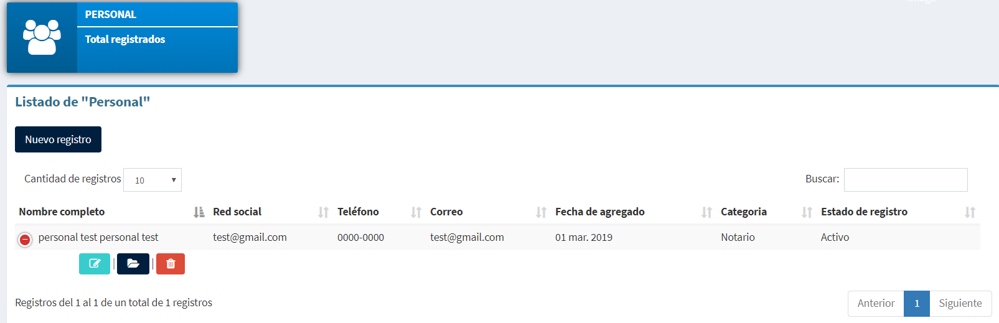 PERSONAL
Total registrados
Listado de "Personal"
Nuevo registro
Cantidad de registros 10 Buscar:
Nombre completo Red social Teléfono Correo Fecha de agregado Categoria Estado de registro
personal test personal test test@gmail.com 0000-0000 test@gmail.com 01 mar. 2019 Notario Activo
Registros del 1 al 1 de un total de 1 registros Anterior 1 Siguiente